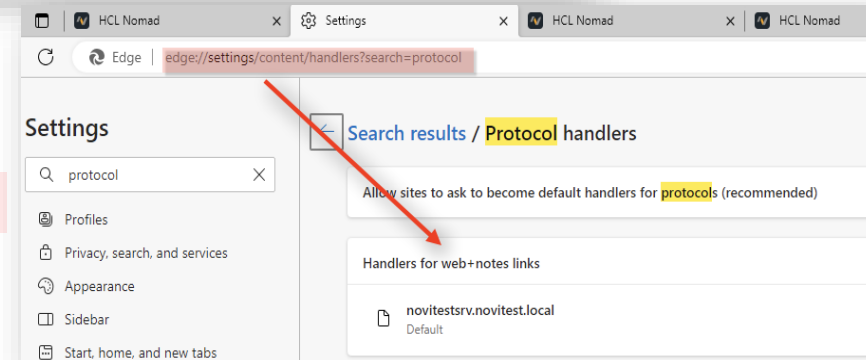 HCL Nomad
Settings
HCL Nomad
HCL Nomad
Edge
edge://settings/content/handlers?search=protocol
Settings
protocol
Profiles
Privacy, search, and services
Appearance
Sidebar
Start, home, and new tabs
Search results / Protocol handlers
Allow sites to ask to become default handlers for protocols (recommended)
Handlers for web+notes links
novitestsrv.novitest.local
Default